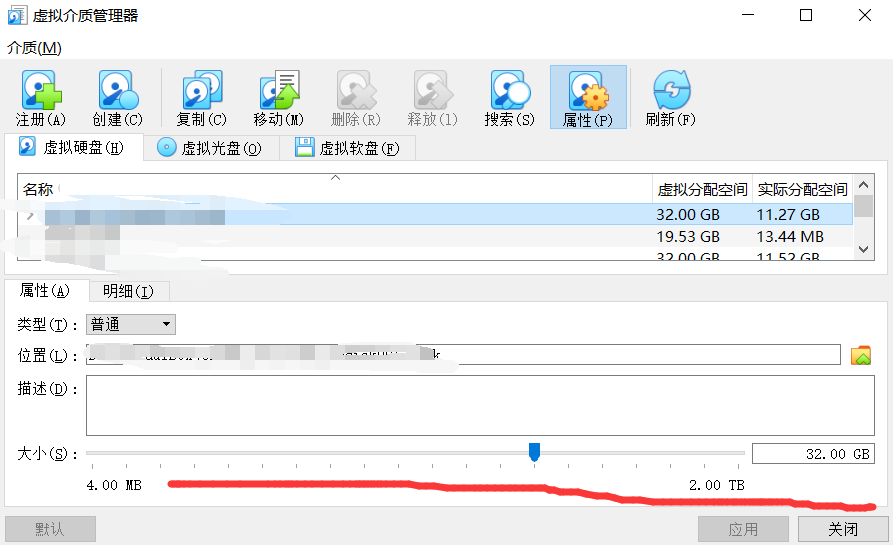 虚拟介质管理器
介质(M)
注册(A) 创建(C) 复制(C) 移动(M) 删除(R) 释放(l) 搜索(S) 属性(P) 刷新(F)
虚拟硬盘(H) 虚拟光盘(O) 虚拟软盘(F)
名称 虚拟分配空间 实际分配空间
32.00 GB 11.27 GB
19.53 GB 13.44 MB
32.00 GB 11.52 GB
属性(A) 明细(I)
类型(T): 普通
位置(L):
描述(D):
大小(S): 32.00 GB
4.00 MB 2.00 TB
默认 应用 关闭